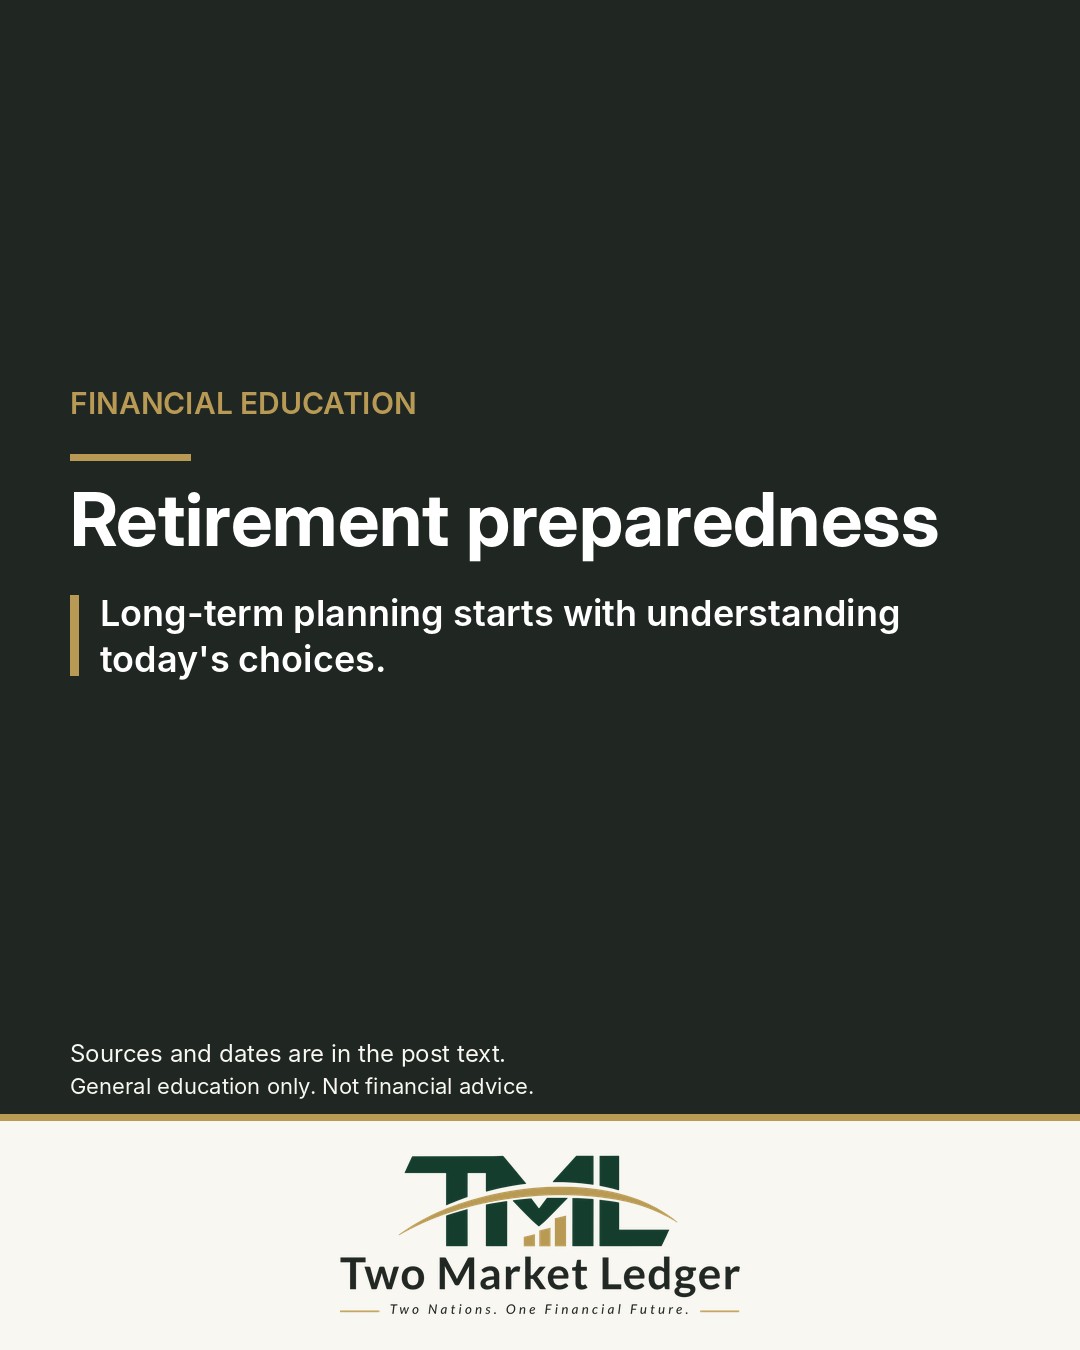 FINANCIAL EDUCATION
Retirement preparedness
Long-term planning starts with understanding
today's choices.
Sources and dates are in the post text.
General education only. Not financial advice.
TML
Two Market Ledger
Two Nations. One Financial Future.